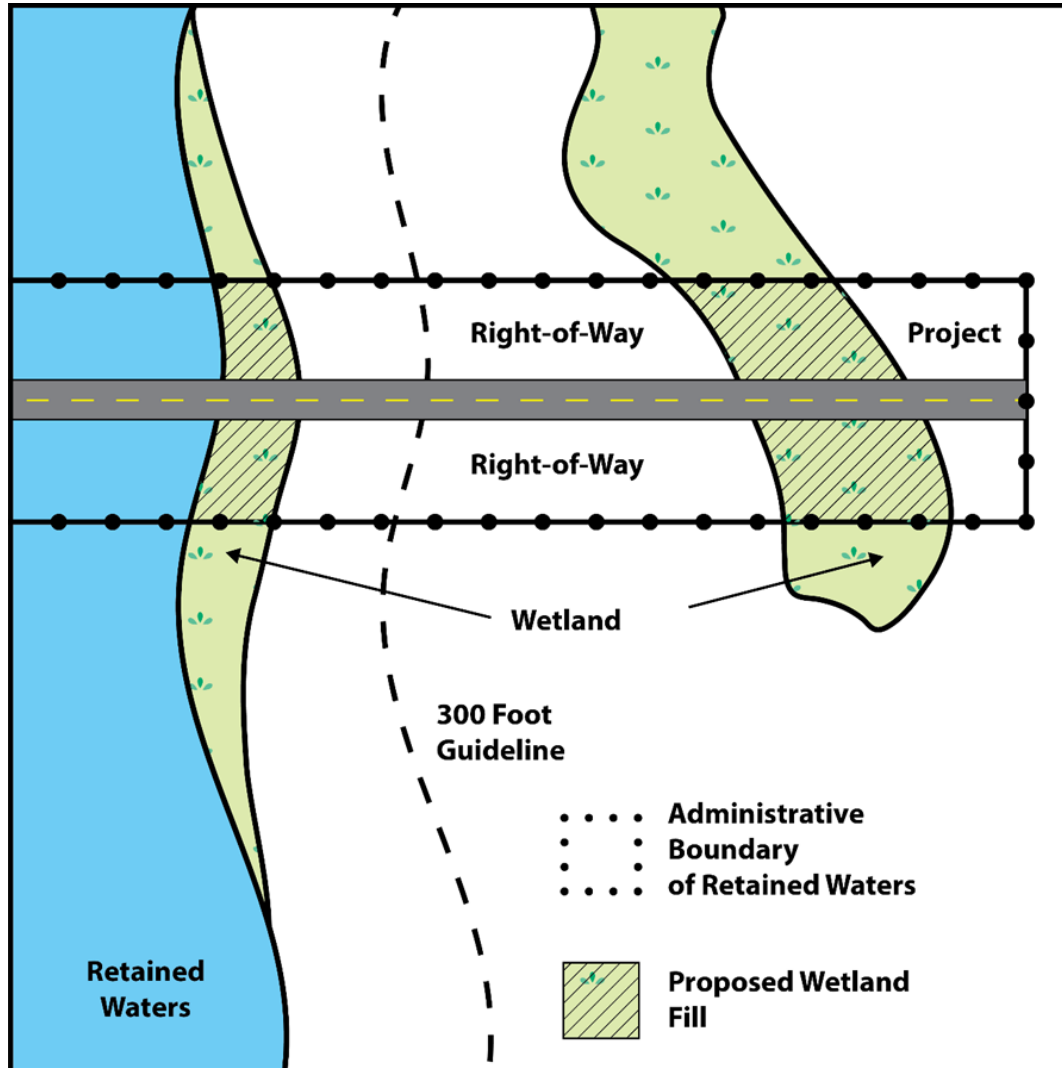 Right-of-Way
Project
Right-of-Way
Wetland
300 Foot
Guideline
Administrative
Boundary
of Retained Waters
Retained
Waters
Proposed Wetland
Fill